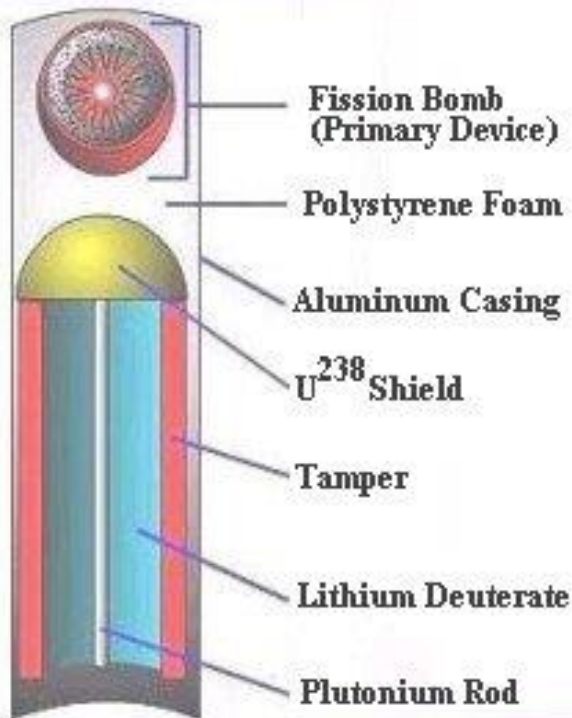 Fission Bomb
(Primary Device)
Polystyrene Foam
Aluminum Casing
U238 Shield
Tamper
Lithium Deuterate
Plutonium Rod